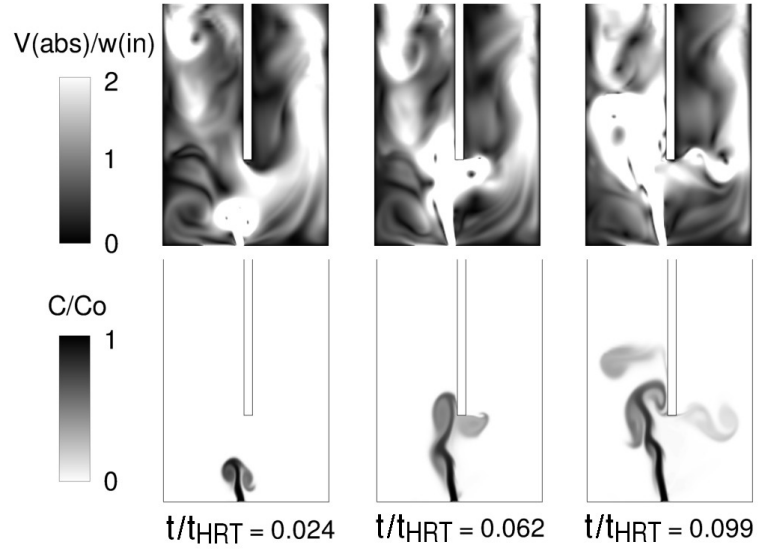 V(abs)/w(in)
2
1
0
C/Co
1
0
t/tHRT = 0.024
t/tHRT = 0.062
t/tHRT = 0.099